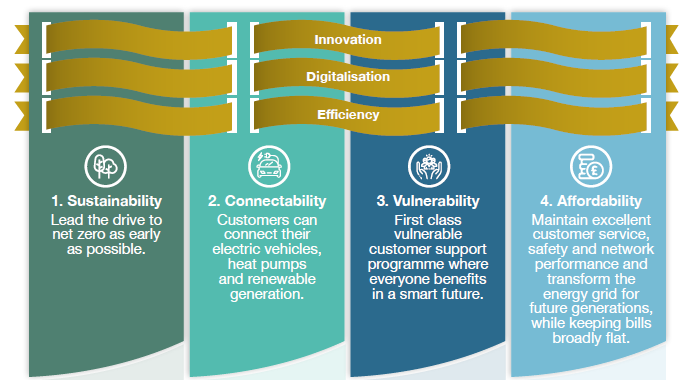 Innovation
Digitalisation
Efficiency
1. Sustainability
Lead the drive to
net zero as early
as possible.
2. Connectability
Customers can
connect their
electric vehicles,
heat pumps
and renewable
generation.
3. Vulnerability
First class
vulnerable
customer support
programme where
everyone benefits
in a smart future.
4. Affordability
Maintain excellent
customer service,
safety and network
performance and
transform the
energy grid for
future generations,
while keeping bills
broadly flat.